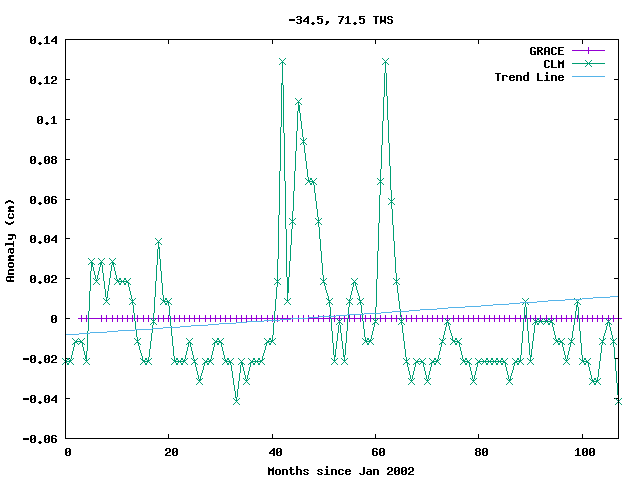 -34.5, 71.5 TWS
0.14
0.12
0.1
0.08
0.06
0.04
0.02
0
-0.02
-0.04
-0.06
Anomaly (cm)
GRACE
CLM
Trend Line
0 20 40 60 80 100
Months since Jan 2002